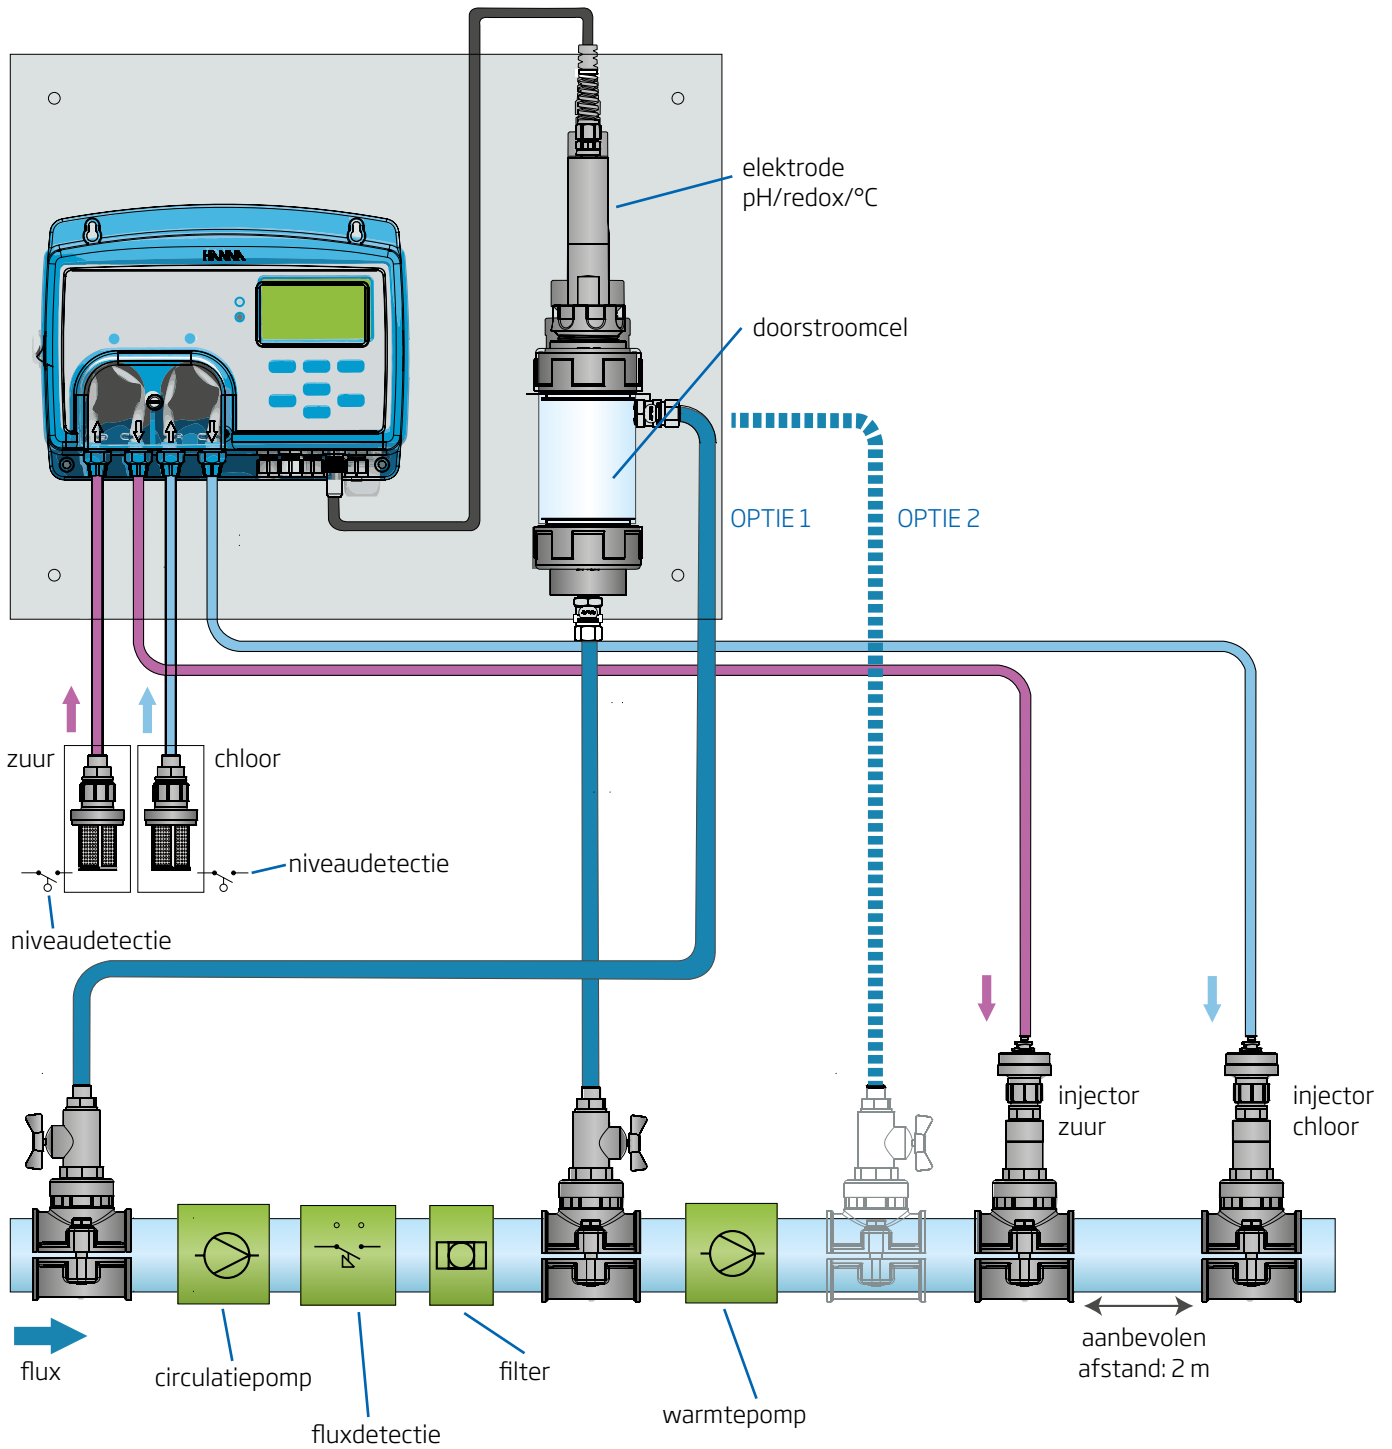 HANNA
elektrode
pH/redox/°C
doorstroomcel
OPTIE 1
OPTIE 2
zuur
chloor
niveaudetectie
niveaudetectie
injector
zuur
injector
chloor
flux
circulatiepomp
fluxdetectie
filter
warmtepomp
aanbevolen
afstand: 2 m